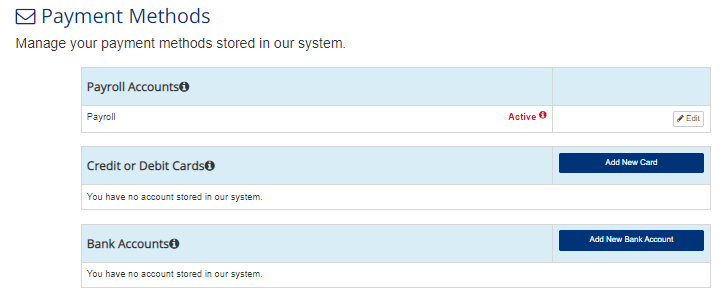 Payment Methods
Manage your payment methods stored in our system.
Payroll Accounts
Payroll Active Edit
Credit or Debit Cards Add New Card
You have no account stored in our system.
Bank Accounts Add New Bank Account
You have no account stored in our system.